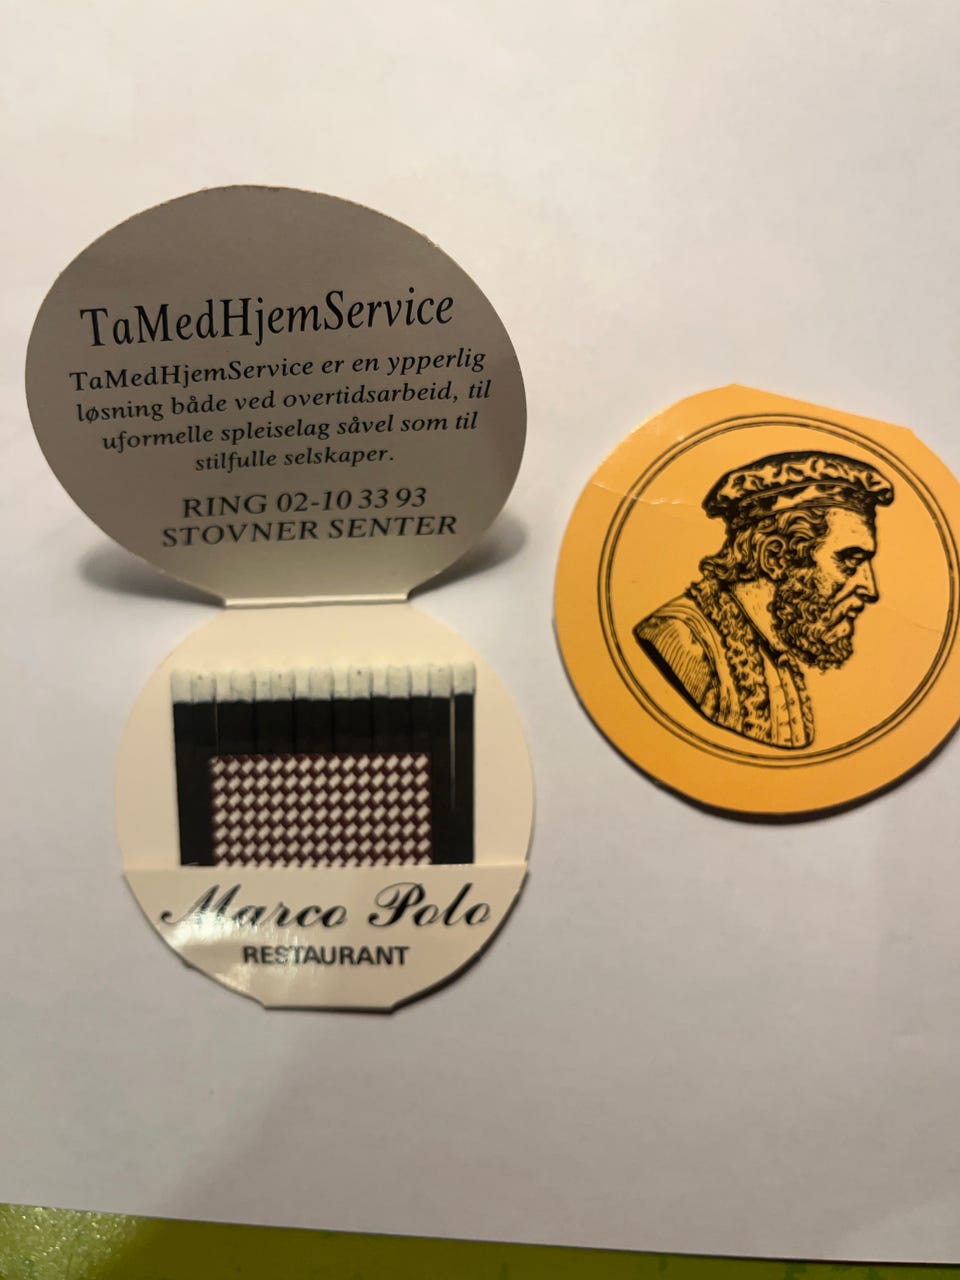 TaMedHjemService
TaMedHjemService er en ypperlig
løsning både ved overtidsarbeid, til
uformelle spleiselag såvel som til
stilfulle selskaper.
RING 02-10 33 93
STOVNER SENTER
Marco Polo
RESTAURANT